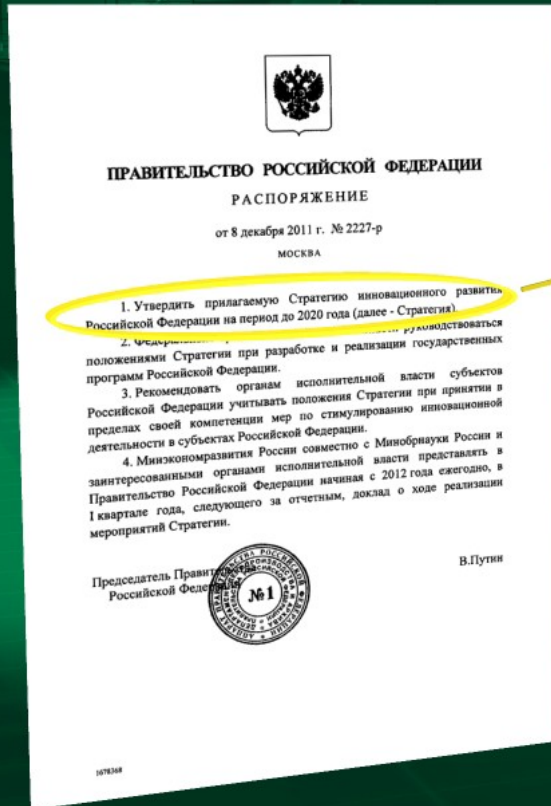 ПРАВИТЕЛЬСТВО РОССИЙСКОЙ ФЕДЕРАЦИИ
РАСПОРЯЖЕНИЕ
от 8 декабря 2011 г. № 2227-р
МОСКВА
1. Утвердить прилагаемую Стратегию инновационного развития
Российской Федерации на период до 2020 года (далее - Стратегия).
2. руководствоваться
положениями Стратегии при разработке и реализации государственных
программ Российской Федерации.
3. Рекомендовать органам исполнительной власти субъектов
Российской Федерации учитывать положения Стратегии при принятии в
пределах своей компетенции мер по стимулированию инновационной
деятельности в субъектах Российской Федерации.
4. Минэкономразвития России совместно с Минобрнауки России и
заинтересованными органами исполнительной власти представлять в
Правительство Российской Федерации начиная с 2012 года ежегодно, в
I квартале года, следующего за отчетным, доклад о ходе реализации
мероприятий Стратегии.
Председатель
Российской
В.Путин
№1
1678368